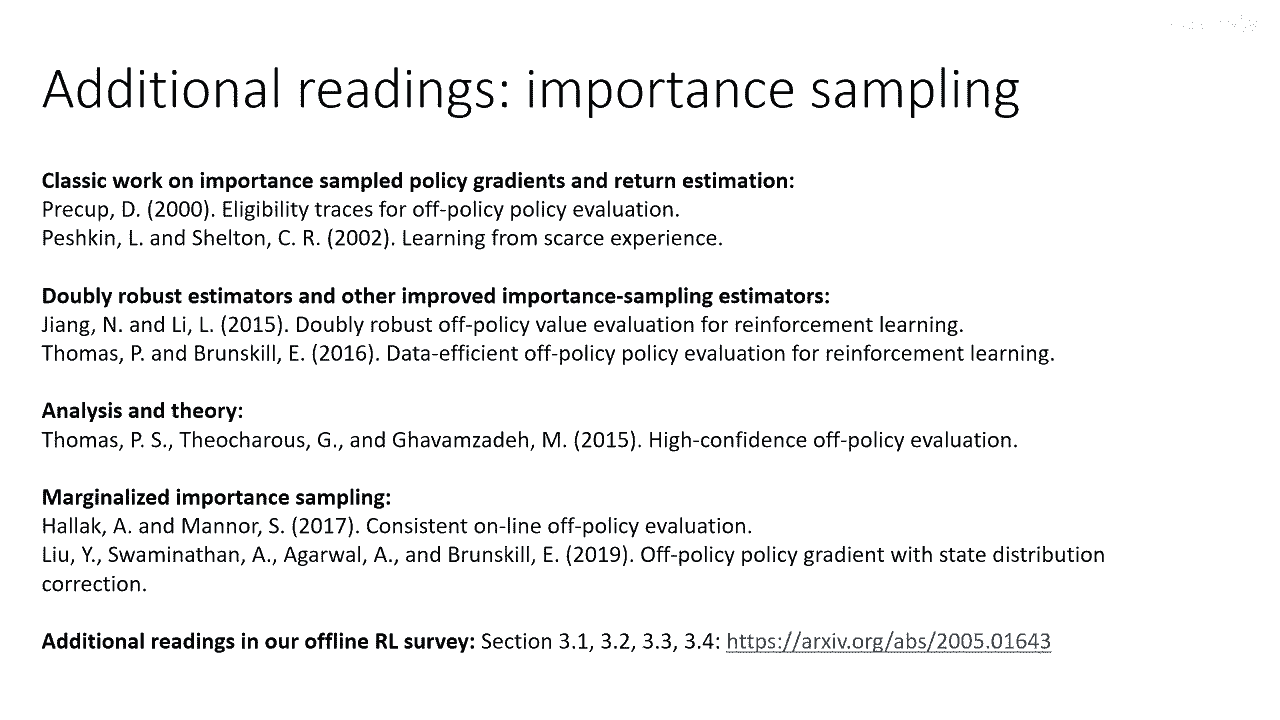 Additional readings: importance sampling
Classic work on importance sampled policy gradients and return estimation:
Precup, D. (2000). Eligibility traces for off-policy policy evaluation.
Peshkin, L. and Shelton, C. R. (2002). Learning from scarce experience.
Doubly robust estimators and other improved importance-sampling estimators:
Jiang, N. and Li, L. (2015). Doubly robust off-policy value evaluation for reinforcement learning.
Thomas, P. and Brunskill, E. (2016). Data-efficient off-policy policy evaluation for reinforcement learning.
Analysis and theory:
Thomas, P. S., Theocharous, G., and Ghavamzadeh, M. (2015). High-confidence off-policy evaluation.
Marginalized importance sampling:
Hallak, A. and Mannor, S. (2017). Consistent on-line off-policy evaluation.
Liu, Y., Swaminathan, A., Agarwal, A., and Brunskill, E. (2019). Off-policy policy gradient with state distribution
correction.
Additional readings in our offline RL survey: Section 3.1, 3.2, 3.3, 3.4: https://arxiv.org/abs/2005.01643